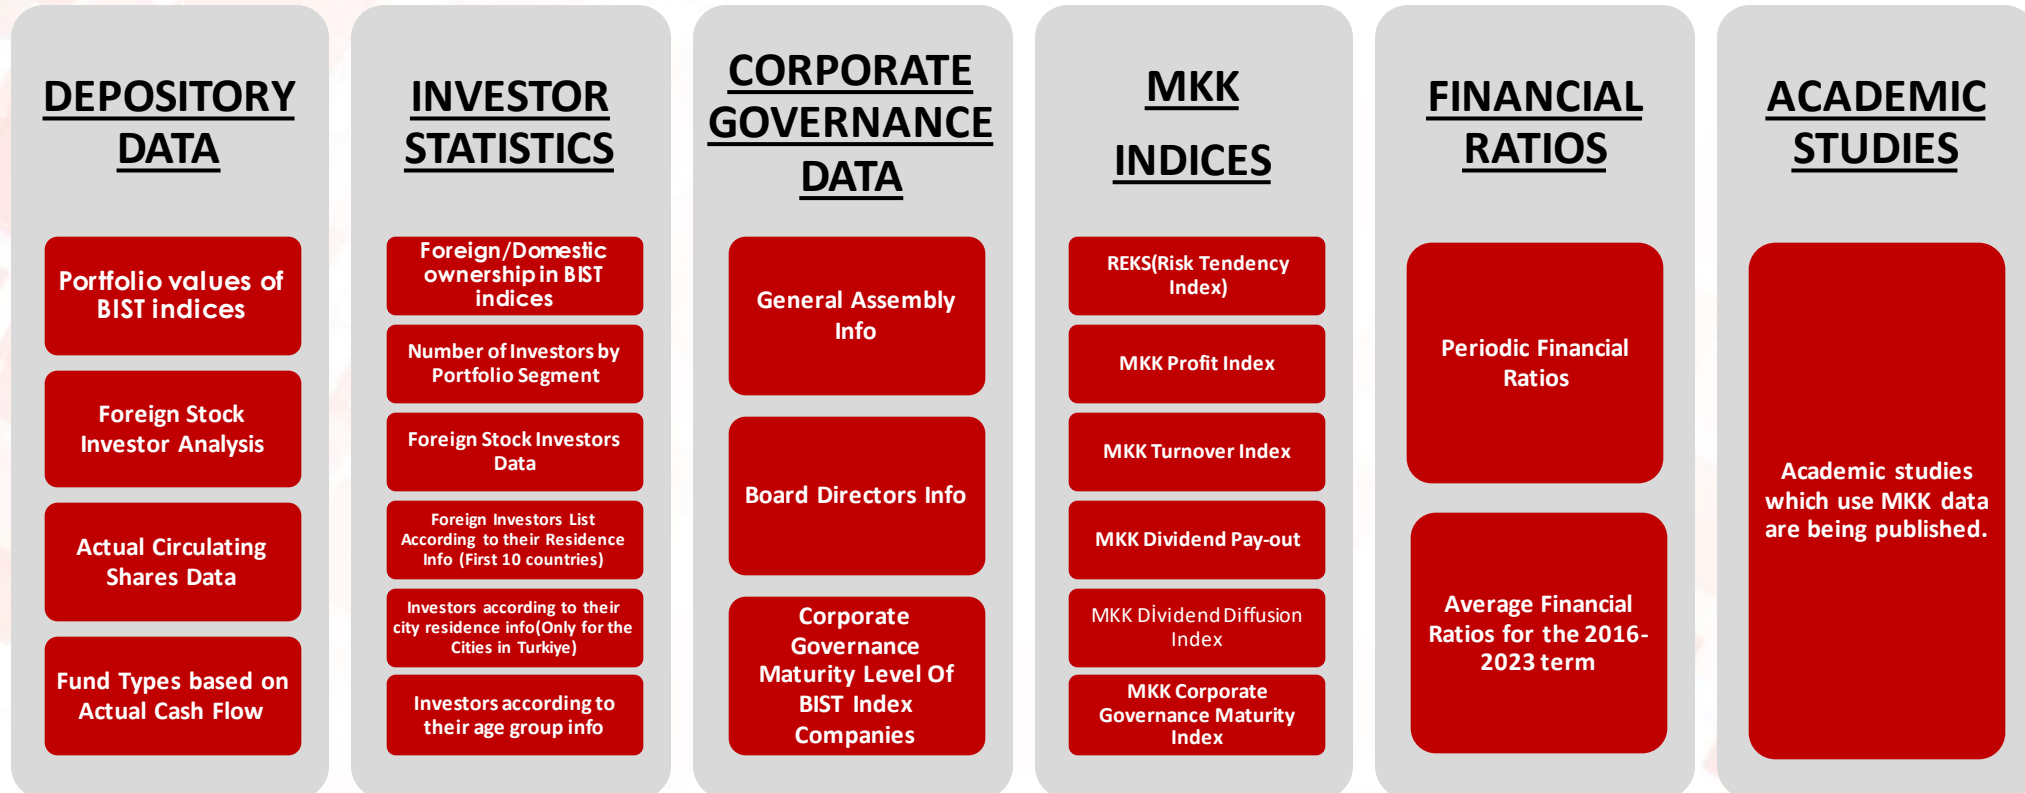 DEPOSITORY
DATA
Portfolio values of
BIST indices
Foreign Stock
Investor Analysis
Actual Circulating
Shares Data
Fund Types based on
Actual Cash Flow
INVESTOR
STATISTICS
Foreign/Domestic
ownership in BIST
indices
Number of Investors by
Portfolio Segment
Foreign Stock Investors
Data
Foreign Investors List
According to their Residence
Info (First 10 countries)
Investors according to their
city residence info(Only for the
Cities in Turkiye)
Investors according to
their age group info
CORPORATE
GOVERNANCE
DATA
General Assembly
Info
Board Directors Info
Corporate
Governance
Maturity Level Of
BIST Index
Companies
MKK
INDICES
REKS(Risk Tendency
Index)
MKK Profit Index
MKK Turnover Index
MKK Dividend Pay-out
MKK Dİvidend Diffusion
Index
MKK Corporate
Governance Maturity
Index
FINANCIAL
RATIOS
Periodic Financial
Ratios
Average Financial
Ratios for the 2016-
2023 term
ACADEMIC
STUDIES
Academic studies
which use MKK data
are being published.